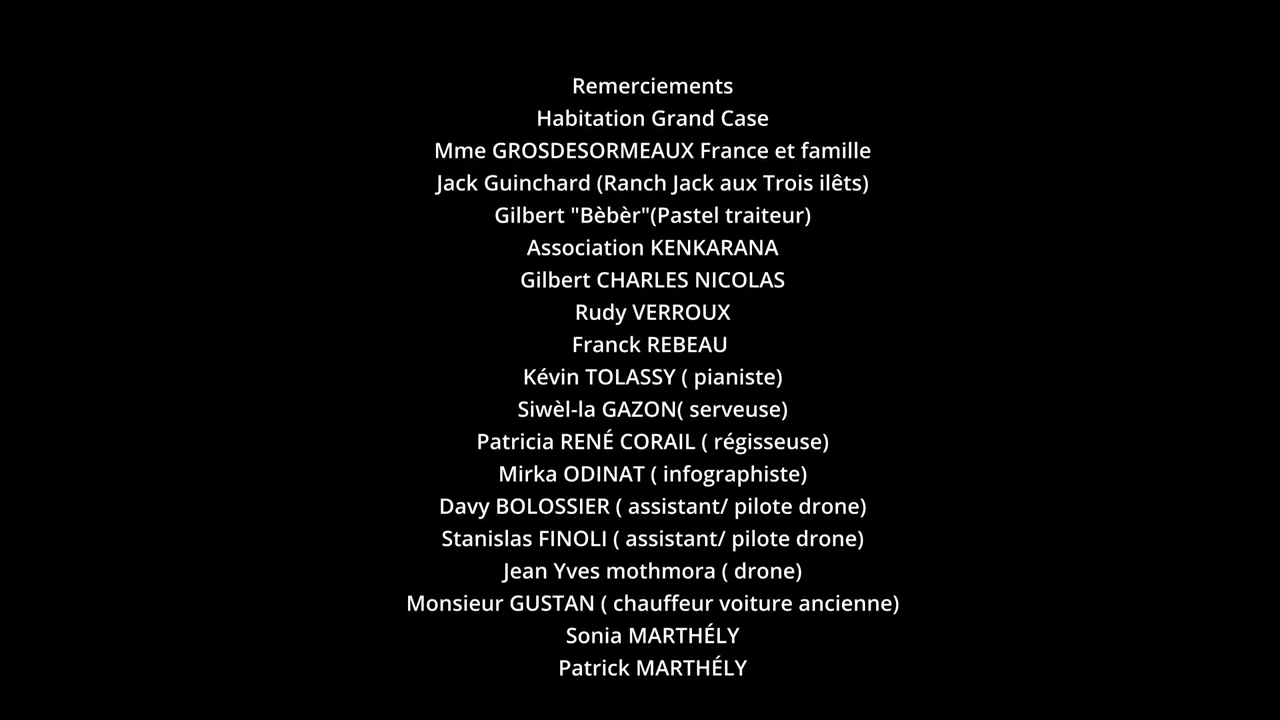 Remerciements
Habitation Grand Case
Mme GROSDESORMEAUX France et famille
Jack Guinchard (Ranch Jack aux Trois ilêts)
Gilbert "Bèbèr"(Pastel traiteur)
Association KENKARANA
Gilbert CHARLES NICOLAS
Rudy VERROUX
Franck REBEAU
Kévin TOLASSY ( pianiste)
Siwèl-la GAZON( serveuse)
Patricia RENÉ CORAIL ( régisseuse)
Mirka ODINAT ( infographiste)
Davy BOLOSSIER ( assistant/ pilote drone)
Stanislas FINOLI ( assistant/ pilote drone)
Jean Yves mothmora ( drone)
Monsieur GUSTAN ( chauffeur voiture ancienne)
Sonia MARTHÉLY
Patrick MARTHÉLY